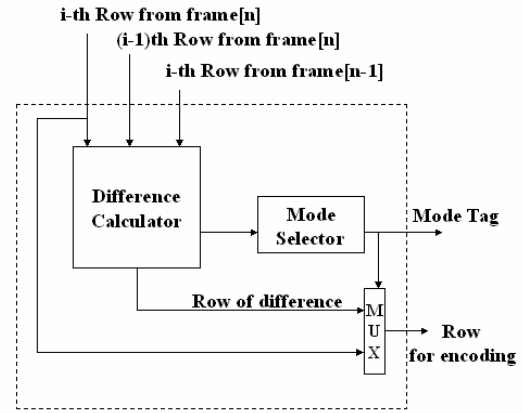 i-th Row from frame[n]
(i-1)th Row from frame[n]
i-th Row from frame[n-1]
Difference
Calculator
Mode
Selector
Mode Tag
Row of difference
M
U
X
Row
for encoding